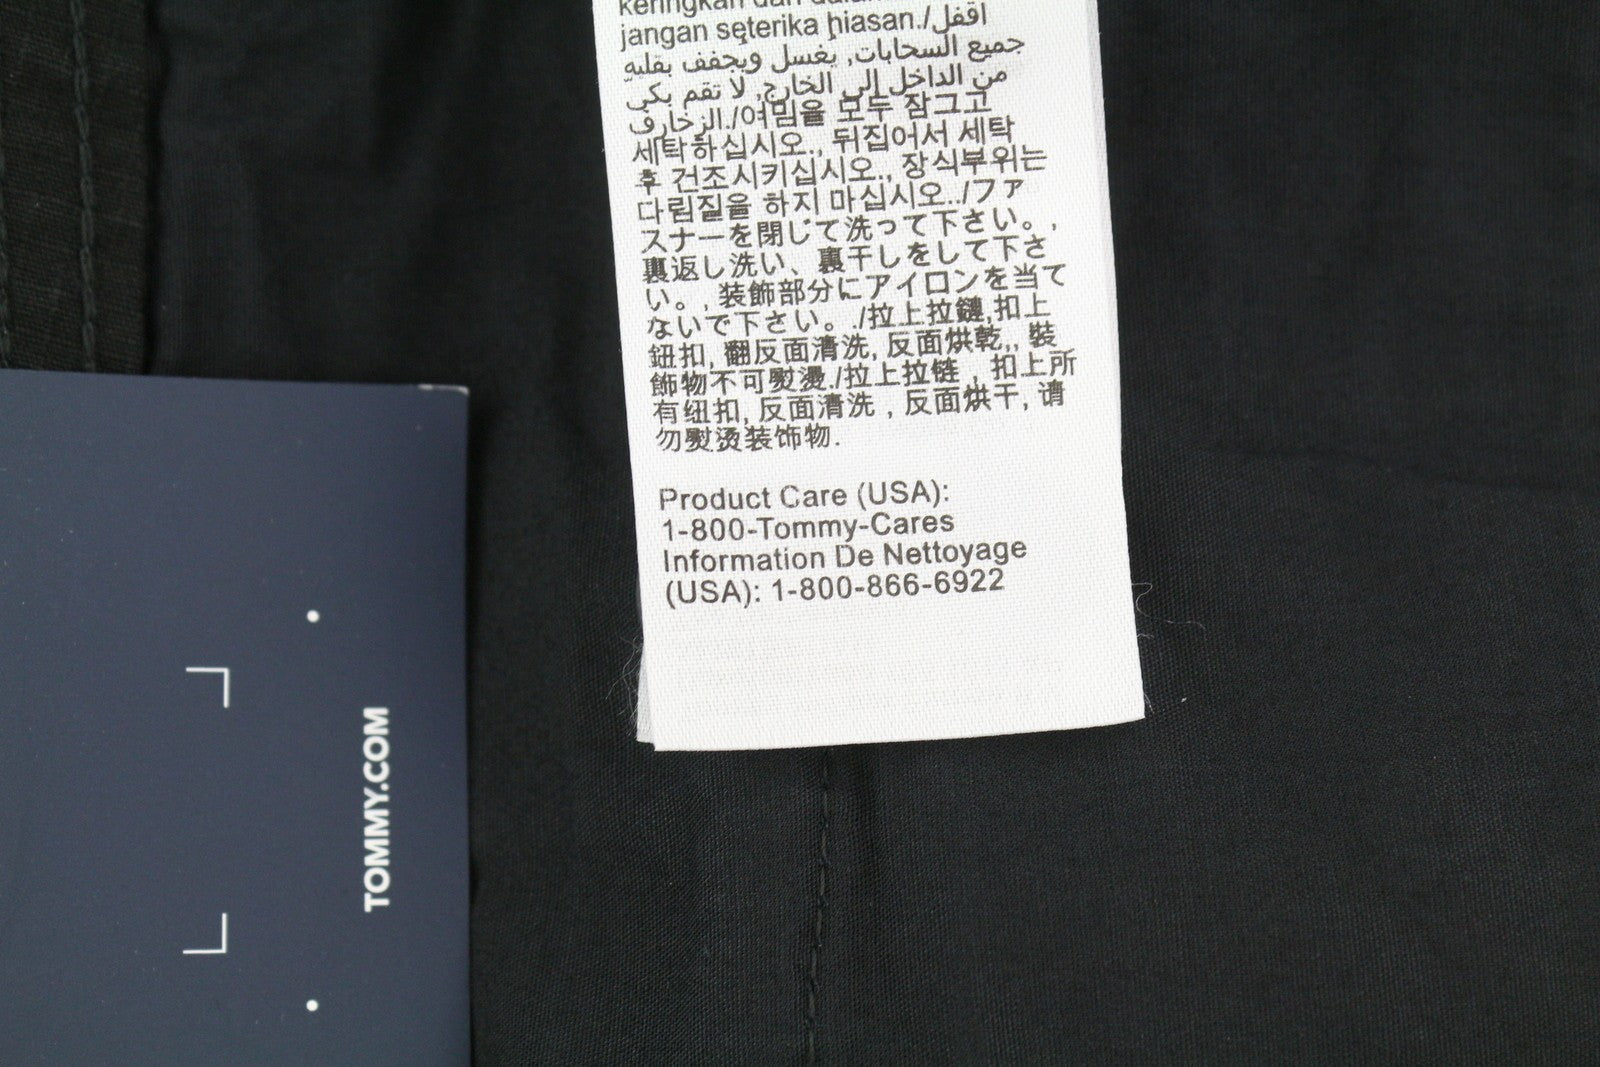 keringkan dari dalam
jangan seterika hiasan./اقفل
جميع السحابات, يغسل ويجفف بقلبه
من الداخل إلى الخارج, لا تقم بكي
الزخارف./여밈을 모두 잠그고
세탁하십시오., 뒤집어서 세탁
후 건조시키십시오., 장식부위는
다림질을 하지 마십시오../ファ
スナーを閉じて洗って下さい。,
裏返し洗い、裏干しをして下さ
い。, 装飾部分にアイロンを当て
ないで下さい。./拉上拉鏈,扣上
鈕扣, 翻反面清洗, 反面烘乾,, 裝
飾物不可熨燙./拉上拉链 , 扣上所
有纽扣, 反面清洗 , 反面烘干, 请
勿熨烫装饰物.
Product Care (USA):
1-800-Tommy-Cares
Information De Nettoyage
(USA): 1-800-866-6922
TOMMY.COM